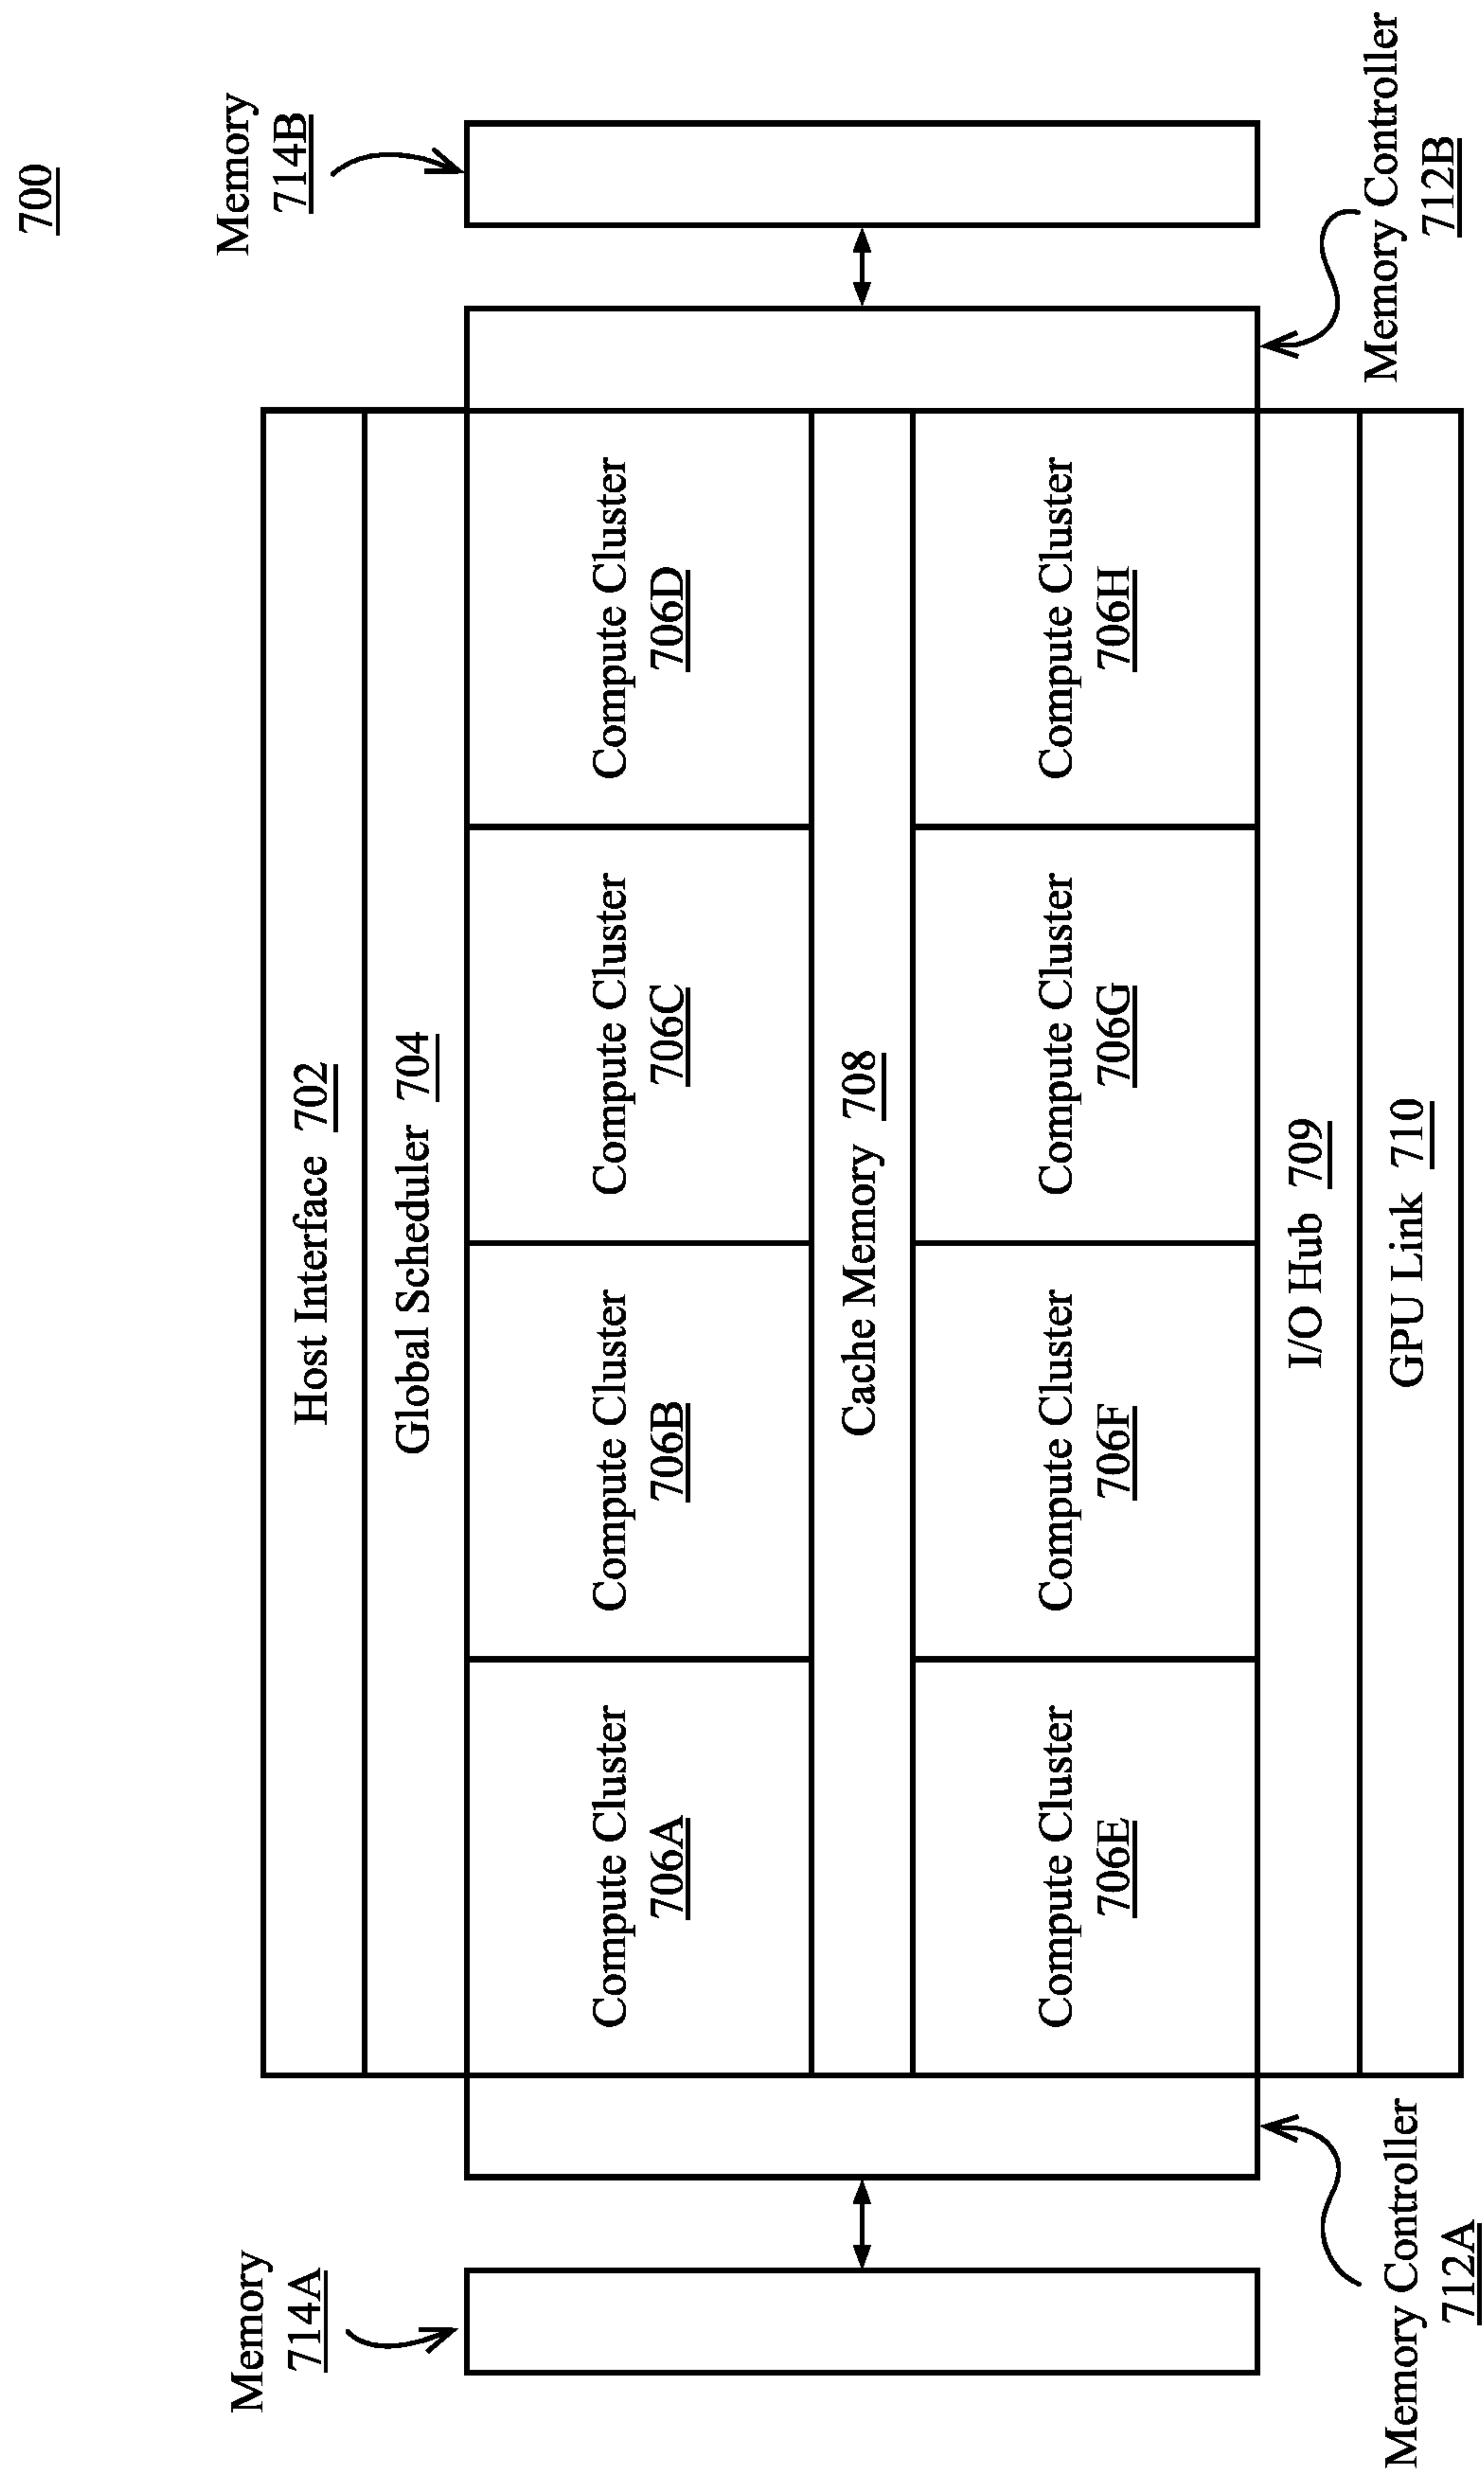 700
Memory
714B
Memory Controller
712B
Host Interface 702
Global Scheduler 704
Compute Cluster
706A
Compute Cluster
706B
Compute Cluster
706C
Compute Cluster
706D
Cache Memory 708
Compute Cluster
706E
Compute Cluster
706F
Compute Cluster
706G
Compute Cluster
706H
I/O Hub 709
GPU Link 710
Memory
714A
Memory Controller
712A